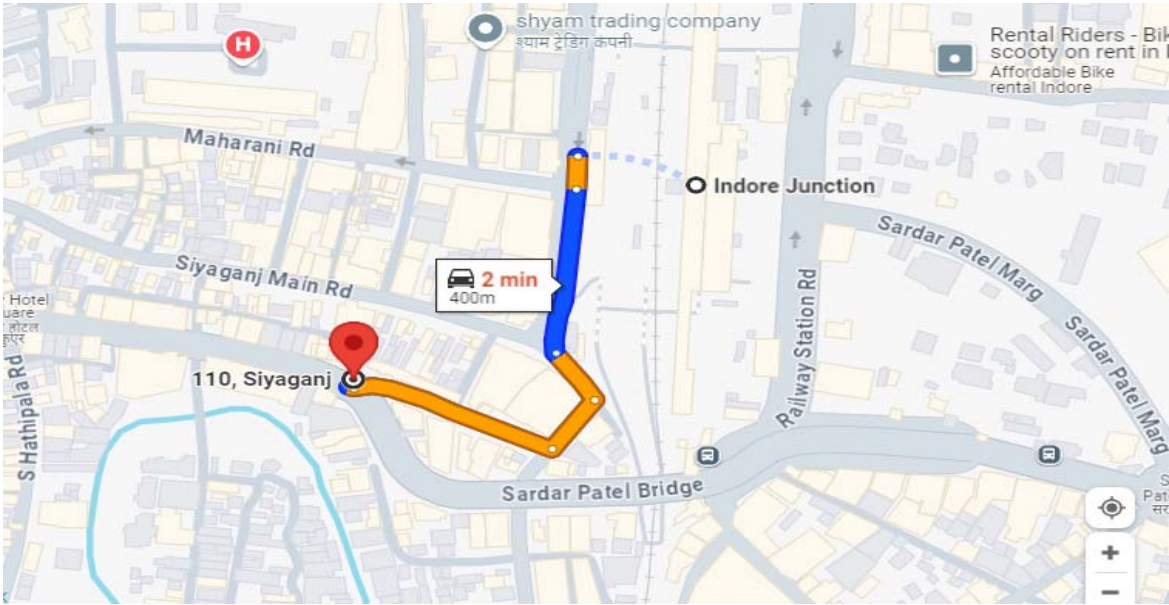 shyam trading company
श्याम ट्रेडिंग कंपनी
H
Rental Riders - Bik
scooty on rent in I
Affordable Bike
rental Indore
Maharani Rd
Indore Junction
Sardar Patel Marg
Siyaganj Main Rd
2 min
400m
Railway Station Rd
Hotel
uare
होटल
110, Siyaganj
S Hathipala Rd
Sardar Patel Marg
Sardar Patel Bridge
S
Pat
सर
+
−